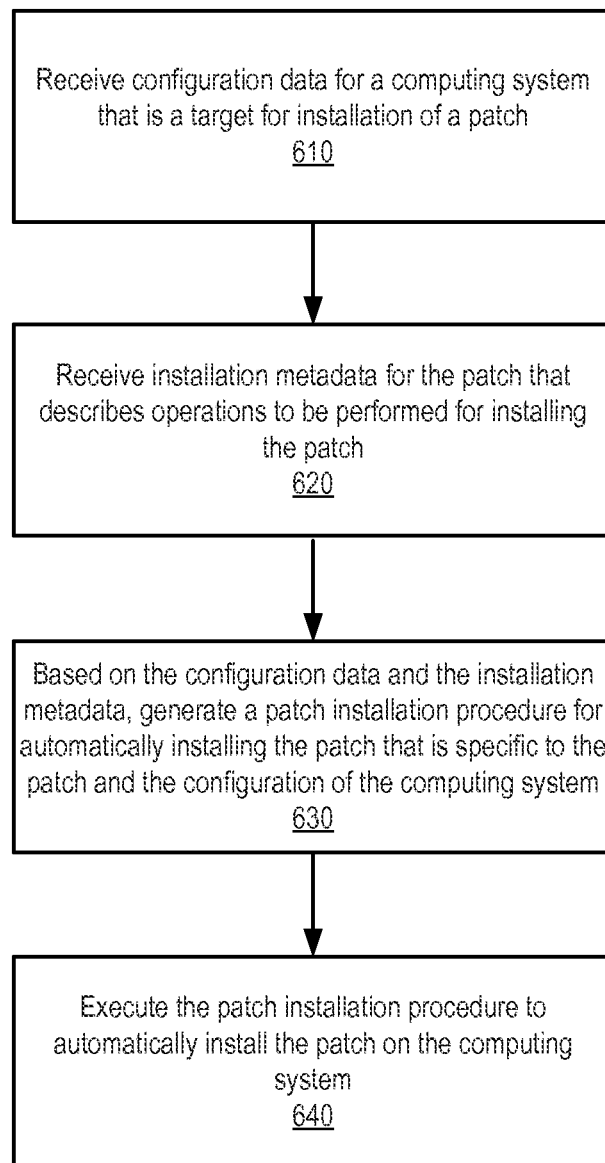 Receive configuration data for a computing system
that is a target for installation of a patch
610
Receive installation metadata for the patch that
describes operations to be performed for installing
the patch
620
Based on the configuration data and the installation
metadata, generate a patch installation procedure for
automatically installing the patch that is specific to the
patch and the configuration of the computing system
630
Execute the patch installation procedure to
automatically install the patch on the computing
system
640